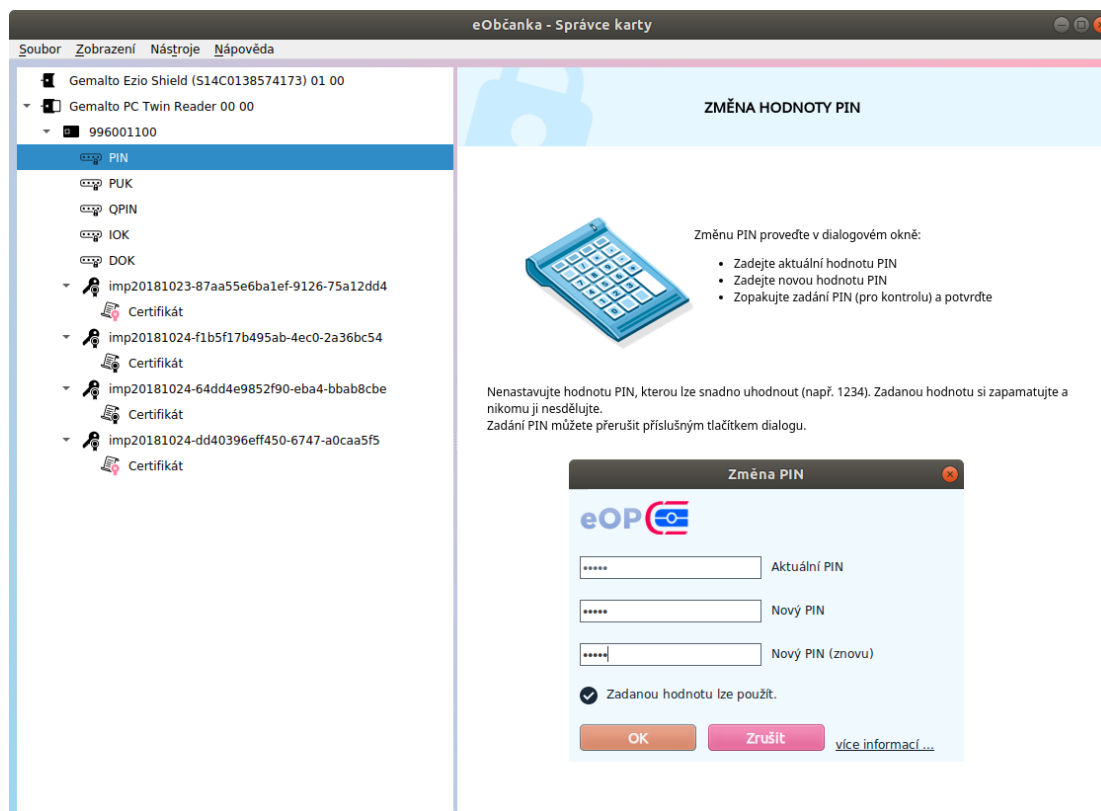 eObčanka - Správce karty
Soubor Zobrazení Nástroje Nápověda
Gemalto Ezio Shield (S14C0138574173) 01 00
Gemalto PC Twin Reader 00 00
996001100
PIN
PUK
QPIN
IOK
DOK
imp20181023-87aa55e6ba1ef-9126-75a12dd4
Certifikát
imp20181024-f1b5f17b495ab-4ec0-2a36bc54
Certifikát
imp20181024-64dd4e9852f90-eba4-bbab8cbe
Certifikát
imp20181024-dd40396eff450-6747-a0caa5f5
Certifikát
ZMĚNA HODNOTY PIN
Změnu PIN proveďte v dialogovém okně:
• Zadejte aktuální hodnotu PIN
• Zadejte novou hodnotu PIN
• Zopakujte zadání PIN (pro kontrolu) a potvrďte
Nenastavujte hodnotu PIN, kterou lze snadno uhodnout (např. 1234). Zadanou hodnotu si zapamatujte a
nikomu ji nesdělujte.
Zadání PIN můžete přerušit příslušným tlačítkem dialogu.
Změna PIN
eOP
••••• Aktuální PIN
••••• Nový PIN
••••• Nový PIN (znovu)
Zadanou hodnotu lze použít.
OK Zrušit více informací ...